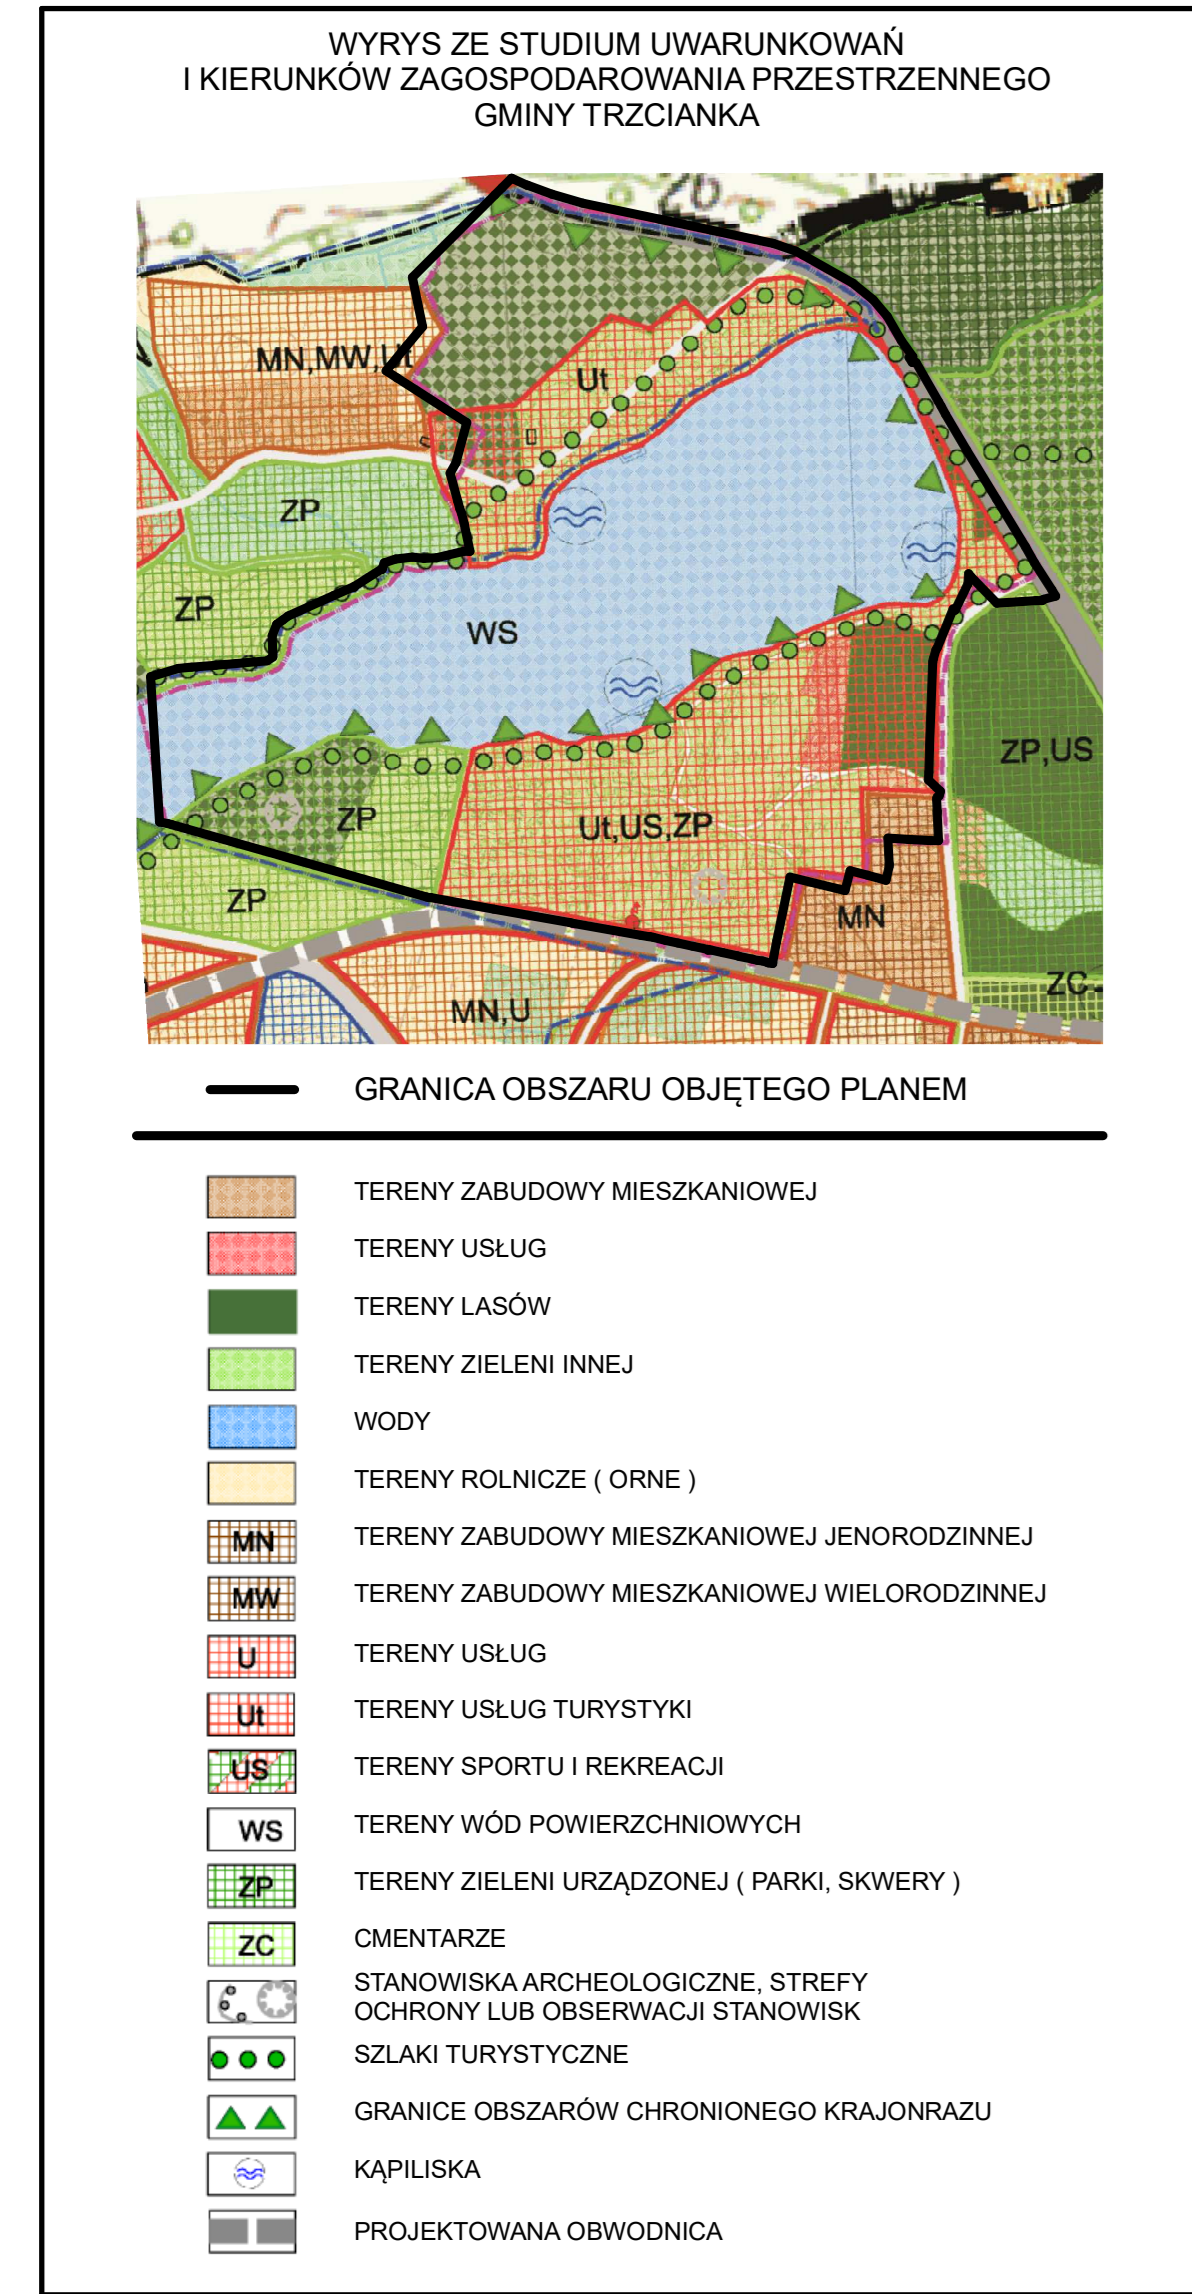 WYRYS ZE STUDIUM UWARUNKOWAŃ
I KIERUNKÓW ZAGOSPODAROWANIA PRZESTRZENNEGO
GMINY TRZCIANKA
20
MN,MW,Ut
Ut
ZP
ZP
WS
ZP,US
ZP
Ut,US,ZP
ZP
MN
ZC
MN,U
GRANICA OBSZARU OBJĘTEGO PLANEM
TERENY ZABUDOWY MIESZKANIOWEJ
TERENY USŁUG
TERENY LASÓW
TERENY ZIELENI INNEJ
WODY
TERENY ROLNICZE ( ORNE )
MN TERENY ZABUDOWY MIESZKANIOWEJ JENORODZINNEJ
MW TERENY ZABUDOWY MIESZKANIOWEJ WIELORODZINNEJ
U TERENY USŁUG
Ut TERENY USŁUG TURYSTYKI
US TERENY SPORTU I REKREACJI
WS TERENY WÓD POWIERZCHNIOWYCH
ZP TERENY ZIELENI URZĄDZONEJ ( PARKI, SKWERY )
ZC CMENTARZE
STANOWISKA ARCHEOLOGICZNE, STREFY
OCHRONY LUB OBSERWACJI STANOWISK
SZLAKI TURYSTYCZNE
GRANICE OBSZARÓW CHRONIONEGO KRAJONRAZU
KĄPILISKA
PROJEKTOWANA OBWODNICA